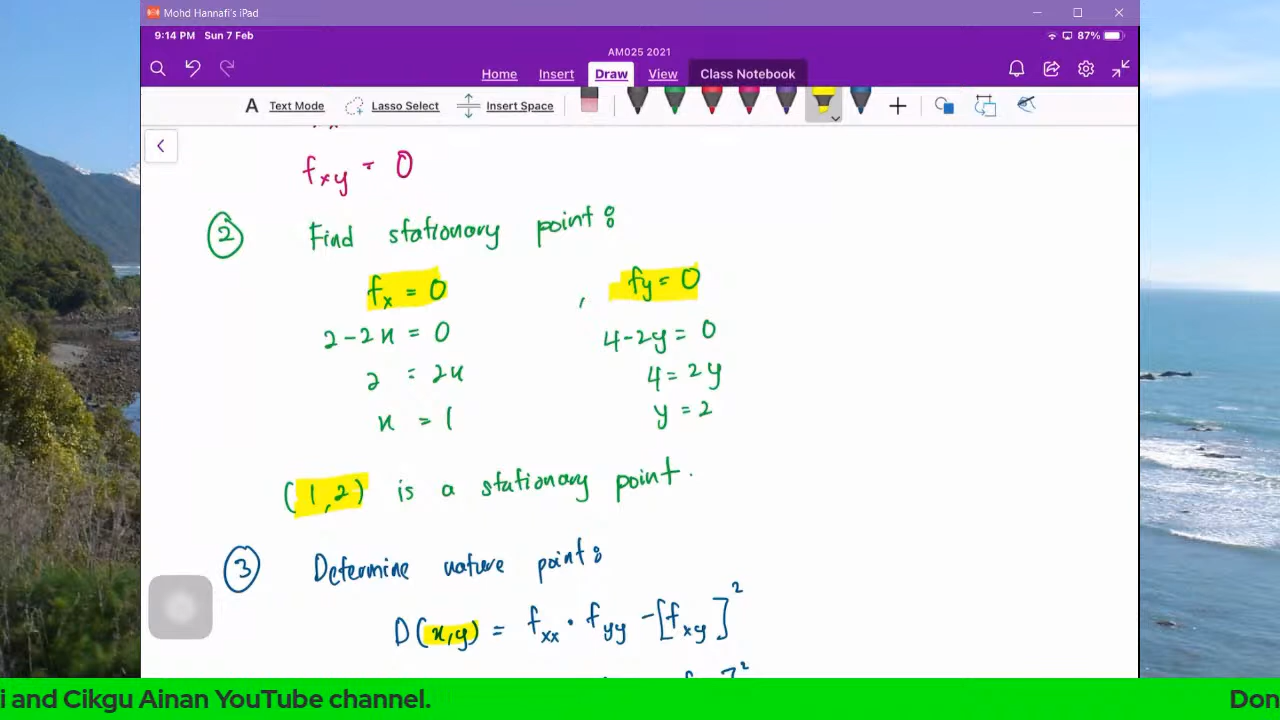 Mohd Hannafi's iPad
9:14 PM Sun 7 Feb
87%
AM025 2021
Home Insert Draw View Class Notebook
A Text Mode Lasso Select Insert Space
fxy = 0
2 Find stationary point:
fx = 0 , fy = 0
2-2x = 0 4-2y = 0
2 = 2x 4 = 2y
x = 1 y = 2
(1,2) is a stationary point.
3 Determine nature point:
D(x,y) = fxx · fyy - [fxy]²
i and Cikgu Ainan YouTube channel. Don